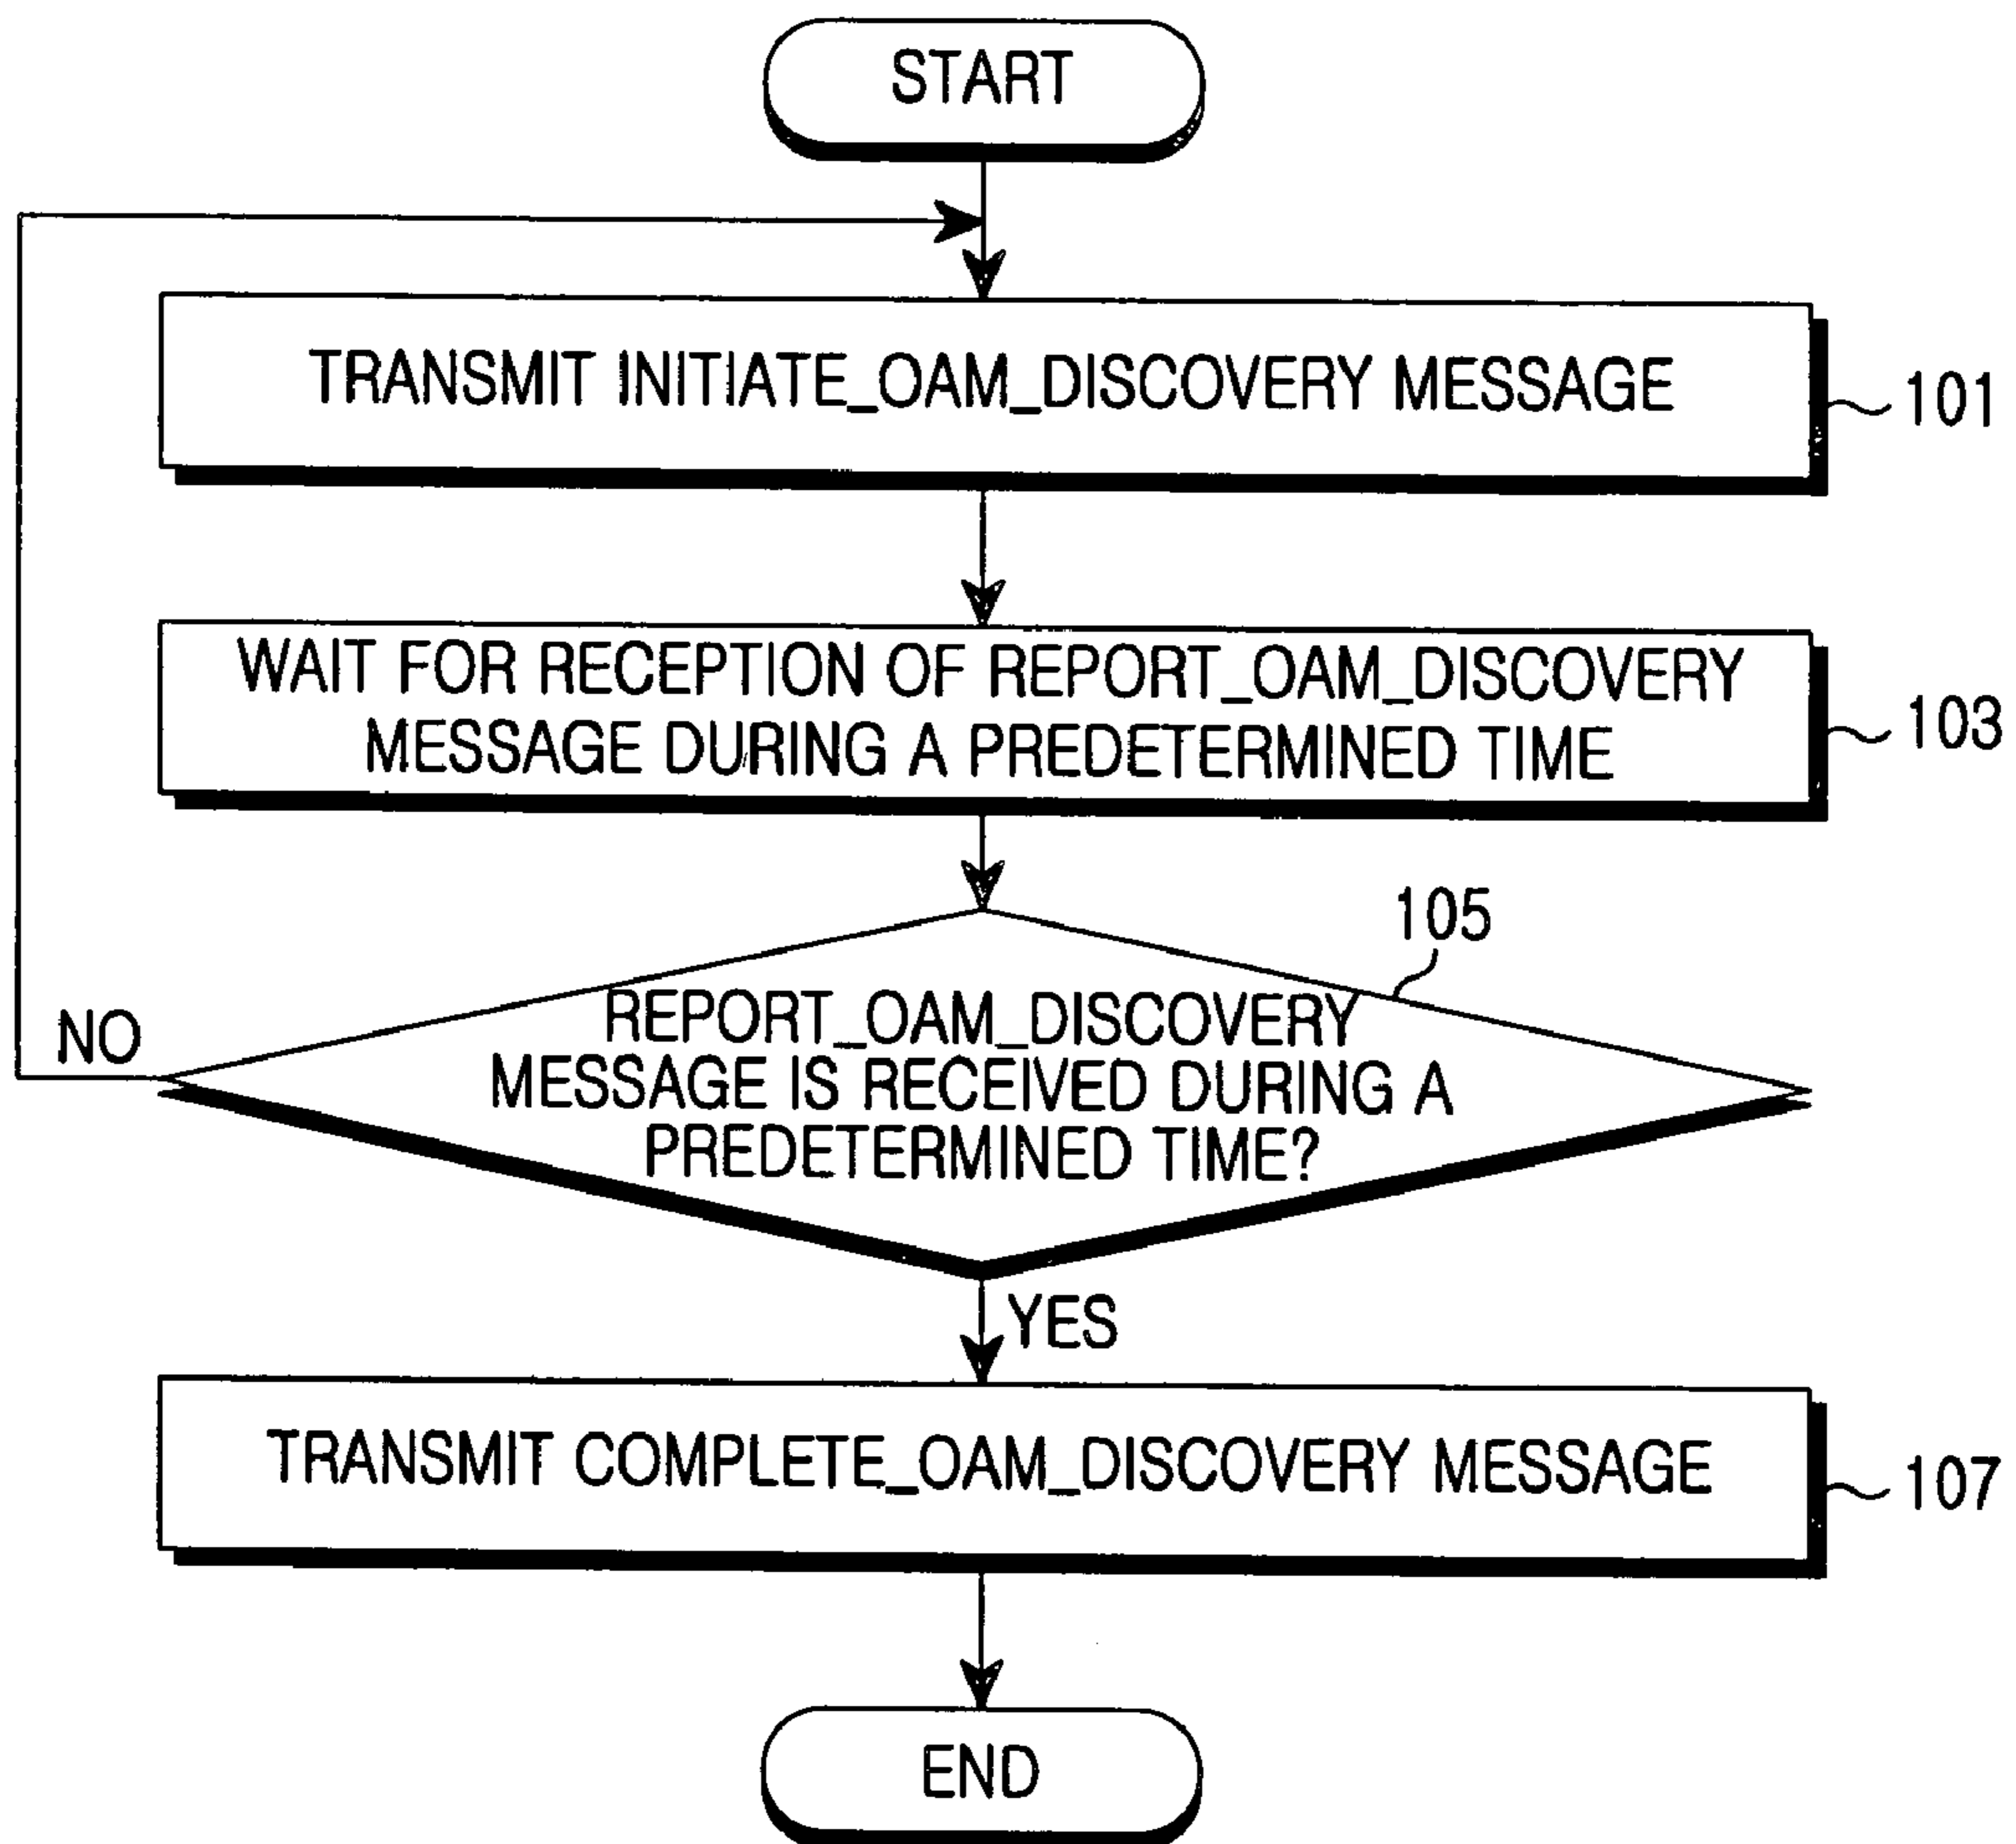 START
TRANSMIT INITIATE_OAM_DISCOVERY MESSAGE
101
WAIT FOR RECEPTION OF REPORT_OAM_DISCOVERY
MESSAGE DURING A PREDETERMINED TIME
103
105
REPORT_OAM_DISCOVERY
MESSAGE IS RECEIVED DURING A
PREDETERMINED TIME?
NO
YES
TRANSMIT COMPLETE_OAM_DISCOVERY MESSAGE
107
END